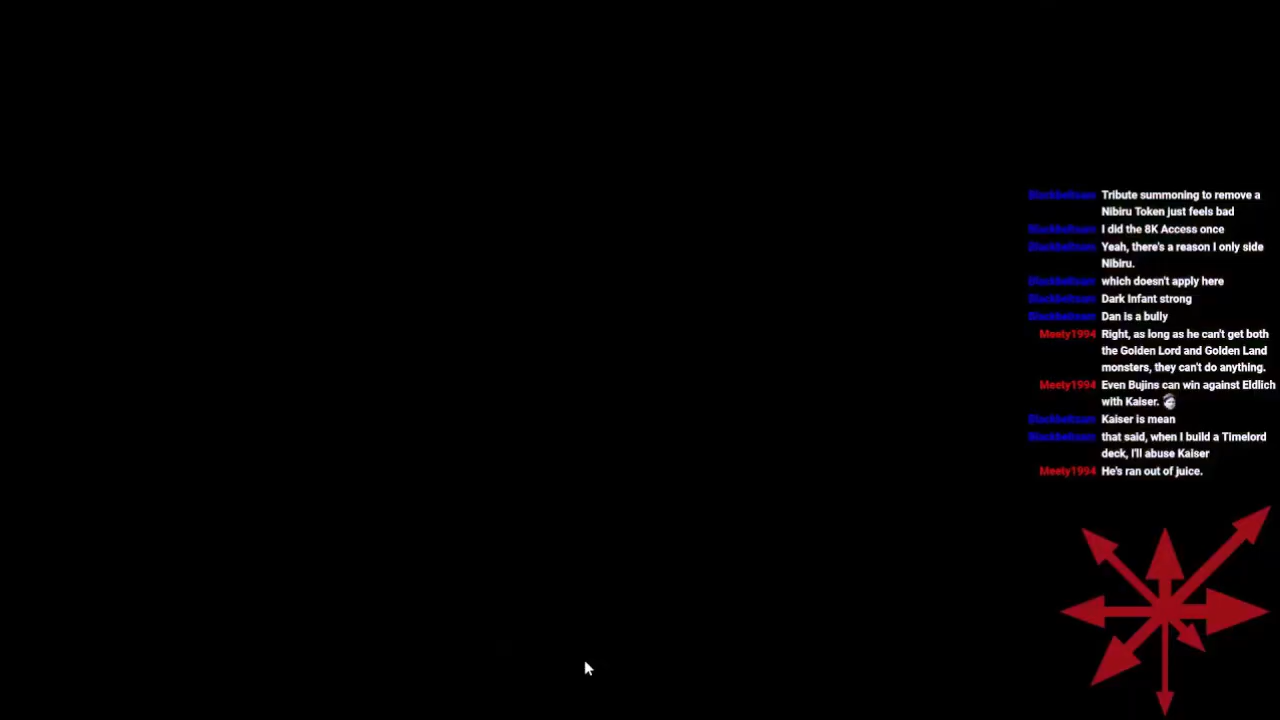 Tribute summoning to remove a
Nibiru Token just feels bad
I did the 8K Access once
Yeah, there's a reason I only side
Nibiru.
which doesn't apply here
Dark Infant strong
Dan is a bully
Meety1994 Right, as long as he can't get both
the Golden Lord and Golden Land
monsters, they can't do anything.
Meety1994 Even Bujins can win against Eldlich
with Kaiser.
Kaiser is mean
that said, when I build a Timelord
deck, I'll abuse Kaiser
Meety1994 He's ran out of juice.